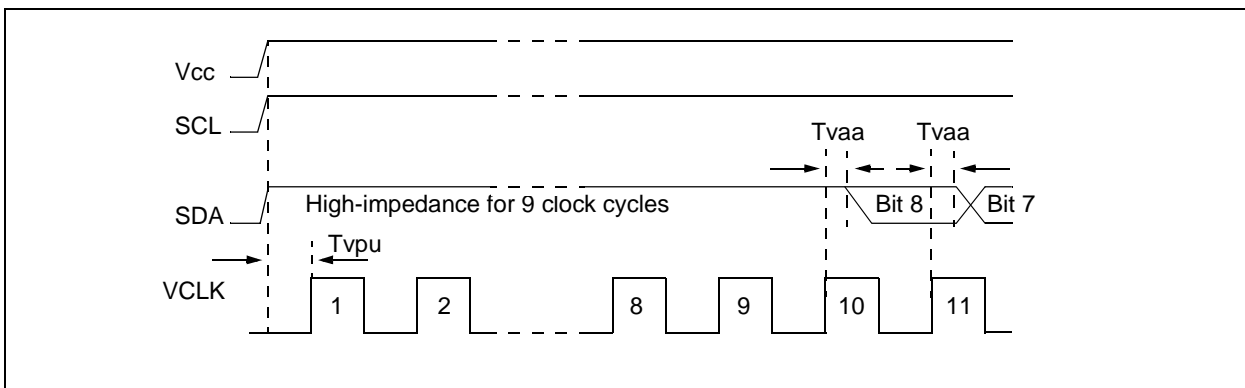 Vcc
SCL
Tvaa Tvaa
SDA
High-impedance for 9 clock cycles
Bit 8 Bit 7
Tvpu
VCLK
1 2 8 9 10 11